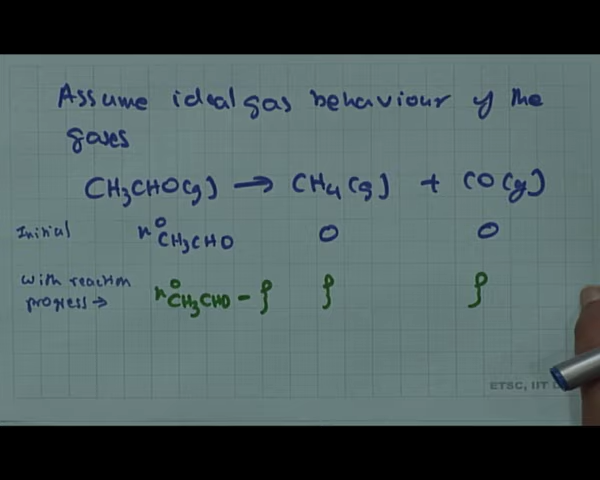 Assume ideal gas behaviour of the
gases
CH₃CHO(g) → CH₄(g) + CO(g)
Initial n°CH₃CHO 0 0
with reaction
progress → n°CH₃CHO - ξ ξ ξ
ETSC, IIT